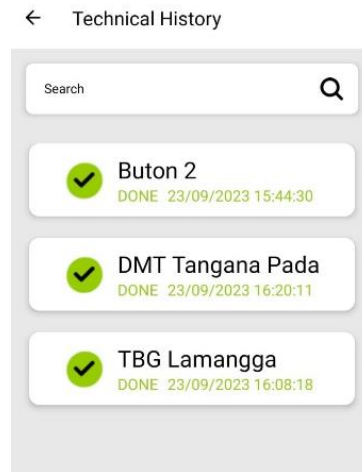 Technical History
Search
Buton 2
DONE 23/09/2023 15:44:30
DMT Tangana Pada
DONE 23/09/2023 16:20:11
TBG Lamangga
DONE 23/09/2023 16:08:18